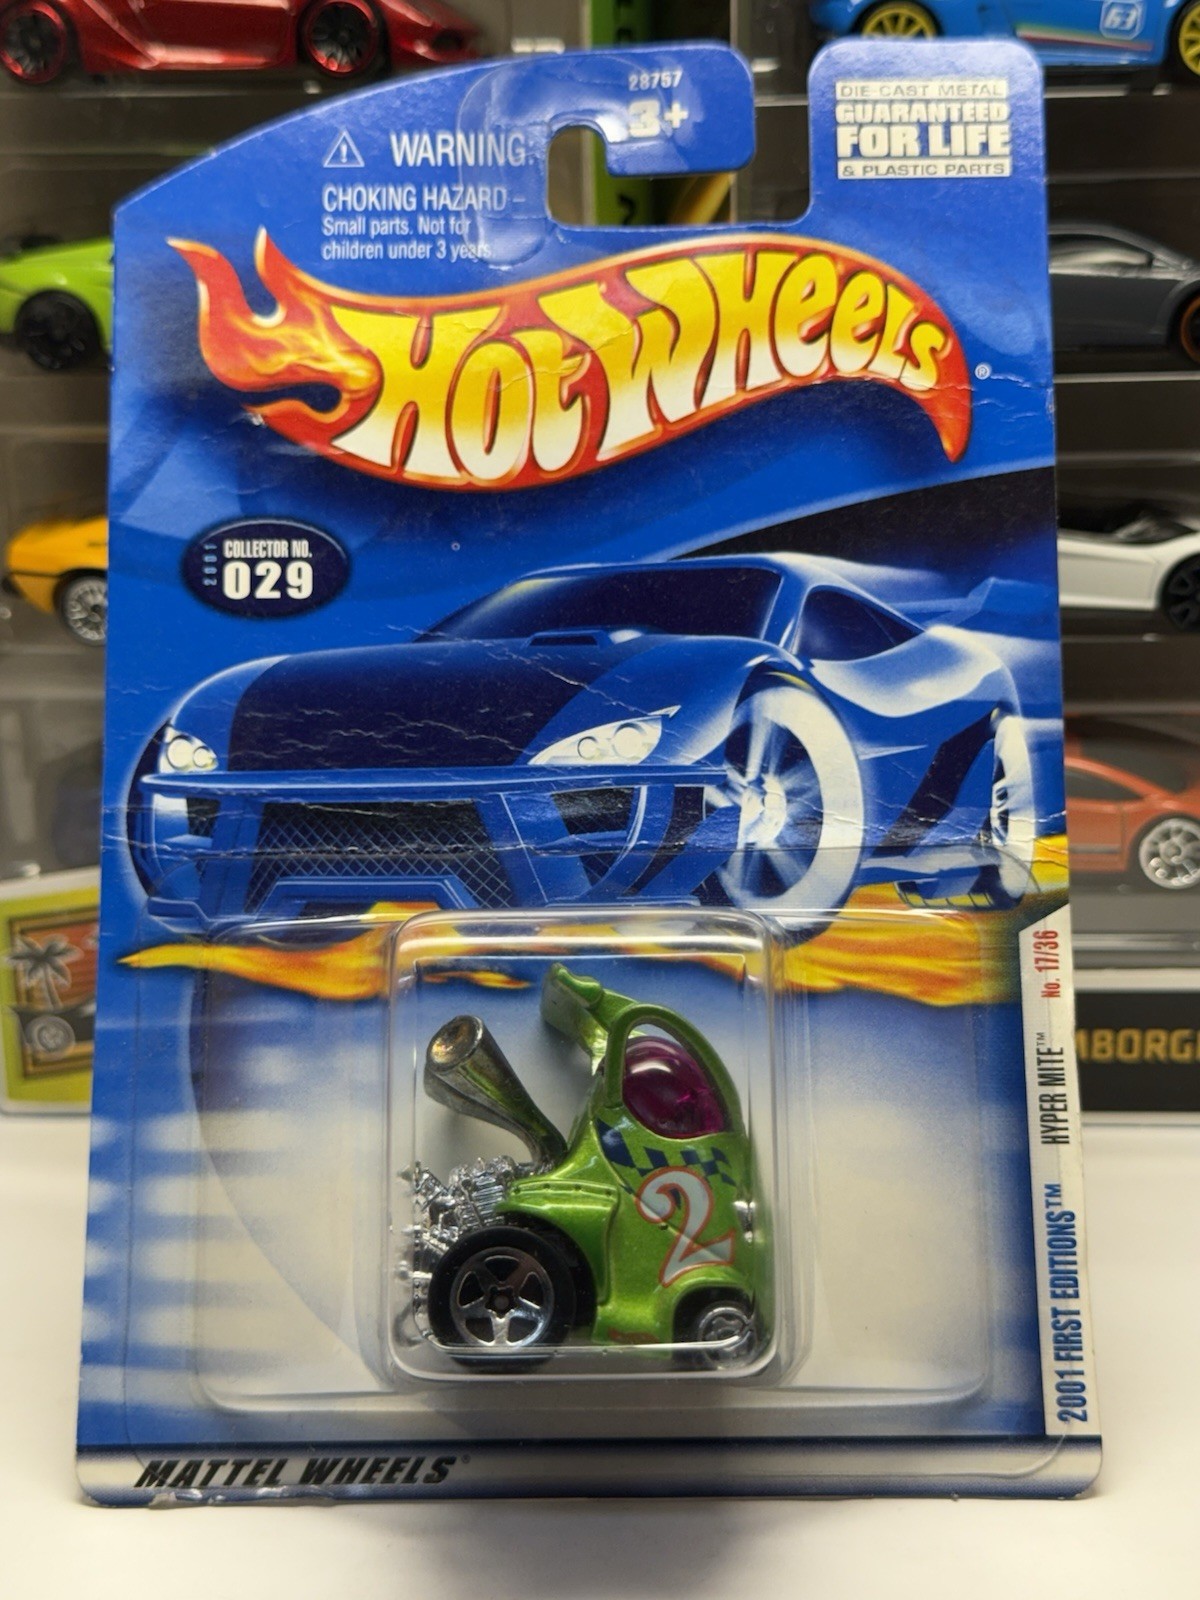 28757
3+
DIE-CAST METAL
GUARANTEED
FOR LIFE
& PLASTIC PARTS
WARNING:
CHOKING HAZARD –
Small parts. Not for
children under 3 years.
HOT WHEELS®
2001
COLLECTOR NO.
029
63
2
No. 17/36
HYPER MITE™
2001 FIRST EDITIONS™
MATTEL WHEELS®
MBORGI